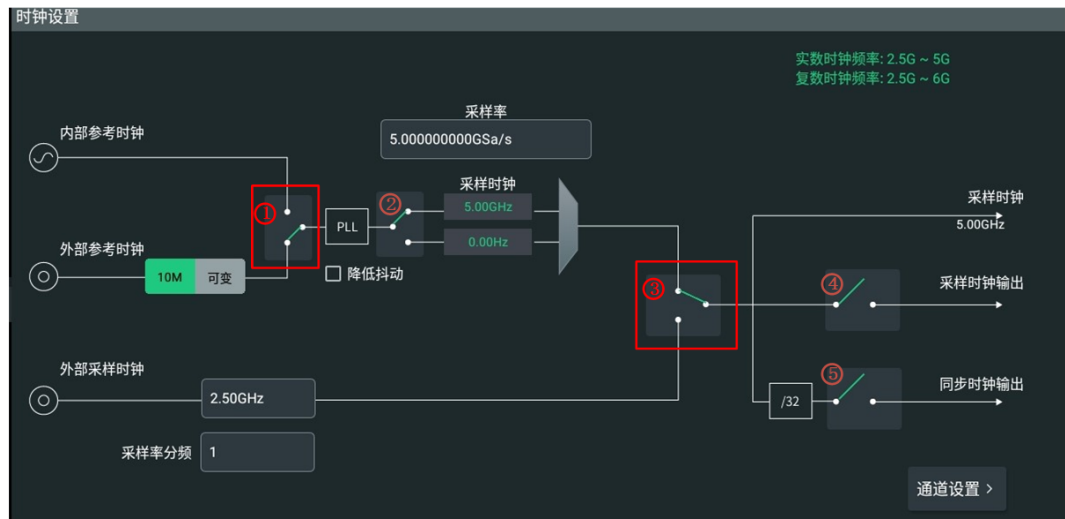 时钟设置
实数时钟频率: 2.5G ~ 5G
复数时钟频率: 2.5G ~ 6G
采样率
5.000000000GSa/s
内部参考时钟
采样时钟
①
②
5.00GHz
PLL
0.00Hz
采样时钟
5.00GHz
外部参考时钟
10M
可变
降低抖动
③
④
采样时钟输出
外部采样时钟
2.50GHz
⑤
/32
同步时钟输出
采样率分频
1
通道设置 >